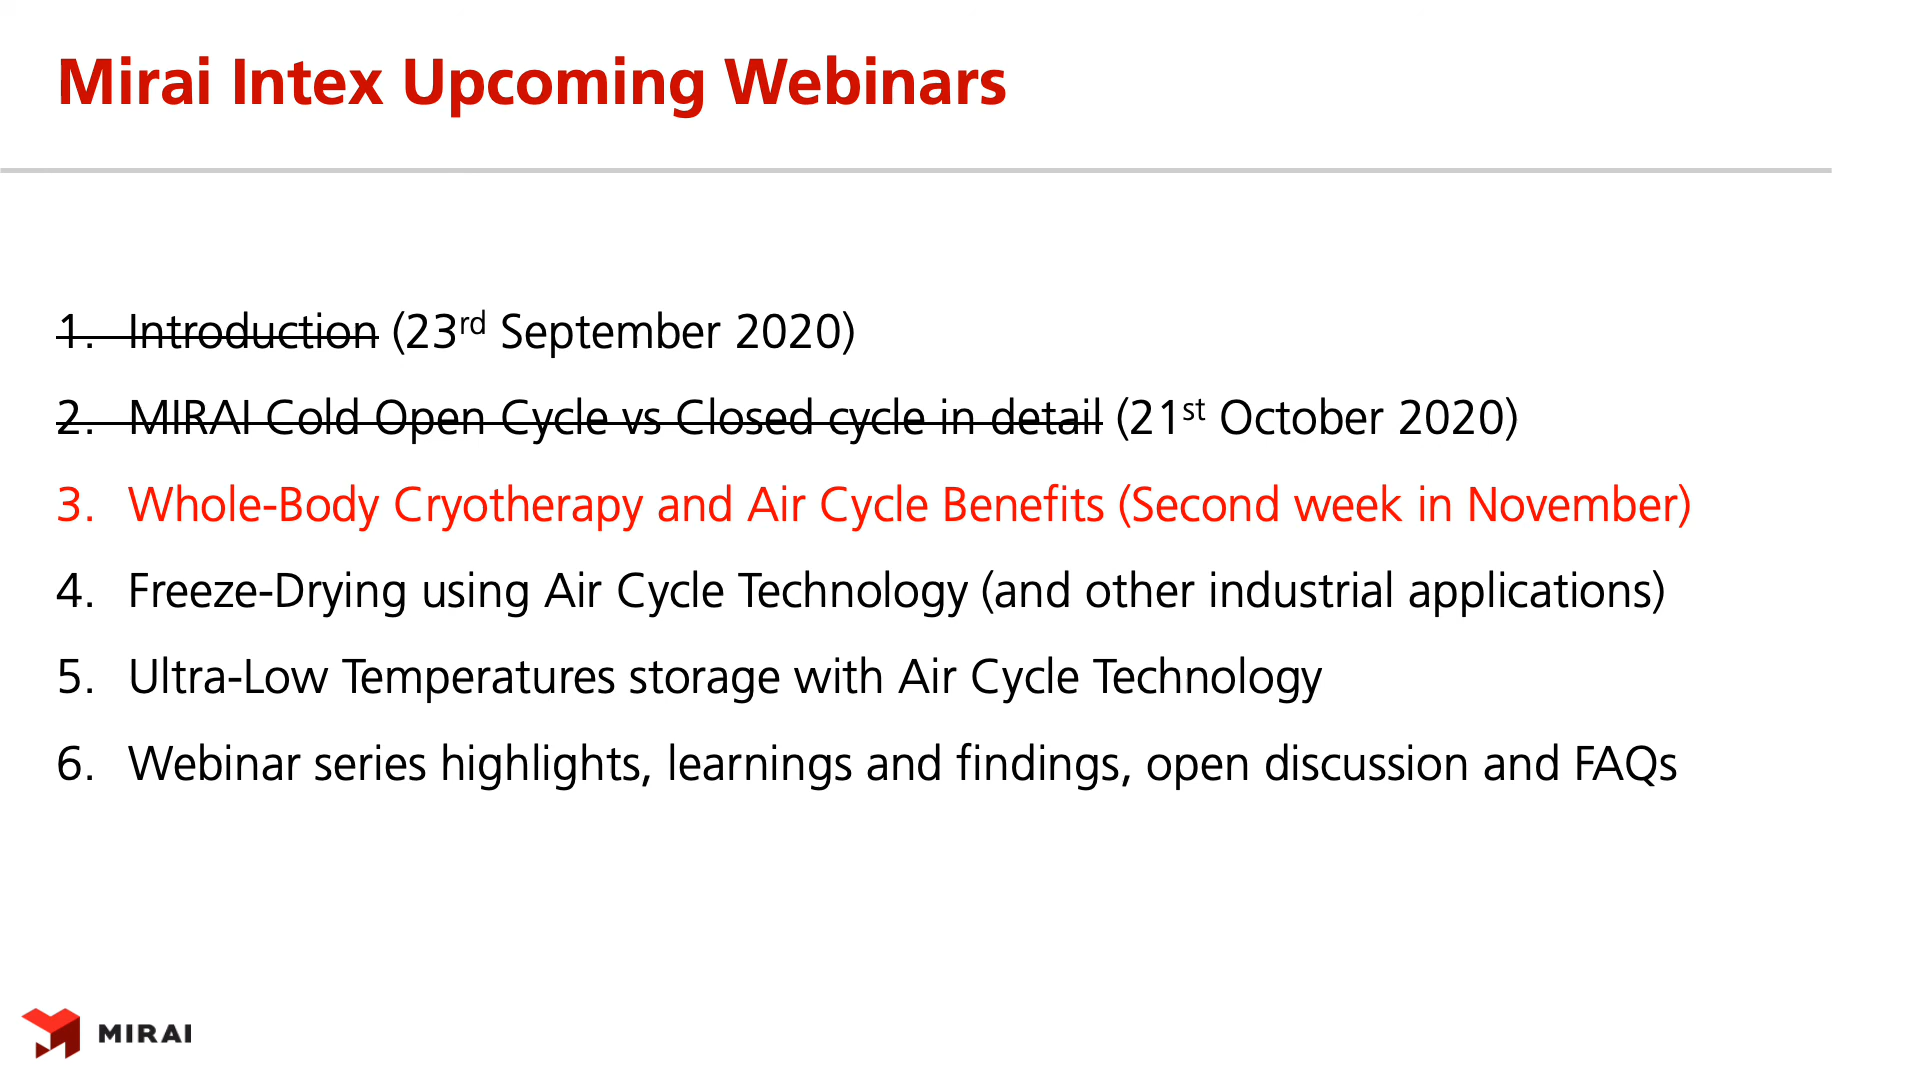 Mirai Intex Upcoming Webinars
1. Introduction (23rd September 2020)
2. MIRAI Cold Open Cycle vs Closed cycle in detail (21st October 2020)
3. Whole-Body Cryotherapy and Air Cycle Benefits (Second week in November)
4. Freeze-Drying using Air Cycle Technology (and other industrial applications)
5. Ultra-Low Temperatures storage with Air Cycle Technology
6. Webinar series highlights, learnings and findings, open discussion and FAQs
MIRAI